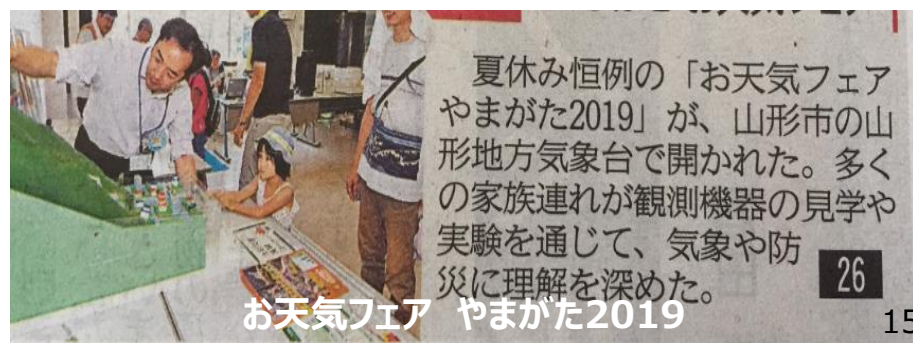 夏休み恒例の「お天気フェア
やまがた2019」が、山形市の山
形地方気象台で開かれた。多く
の家族連れが観測機器の見学や
実験を通じて、気象や防
災に理解を深めた。
26
お天気フェア やまがた2019
15